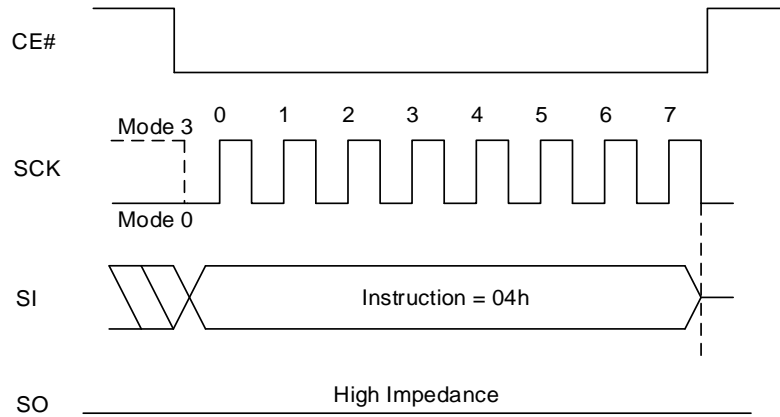 CE#
0 1 2 3 4 5 6 7
Mode 3
SCK
Mode 0
SI
Instruction = 04h
High Impedance
SO